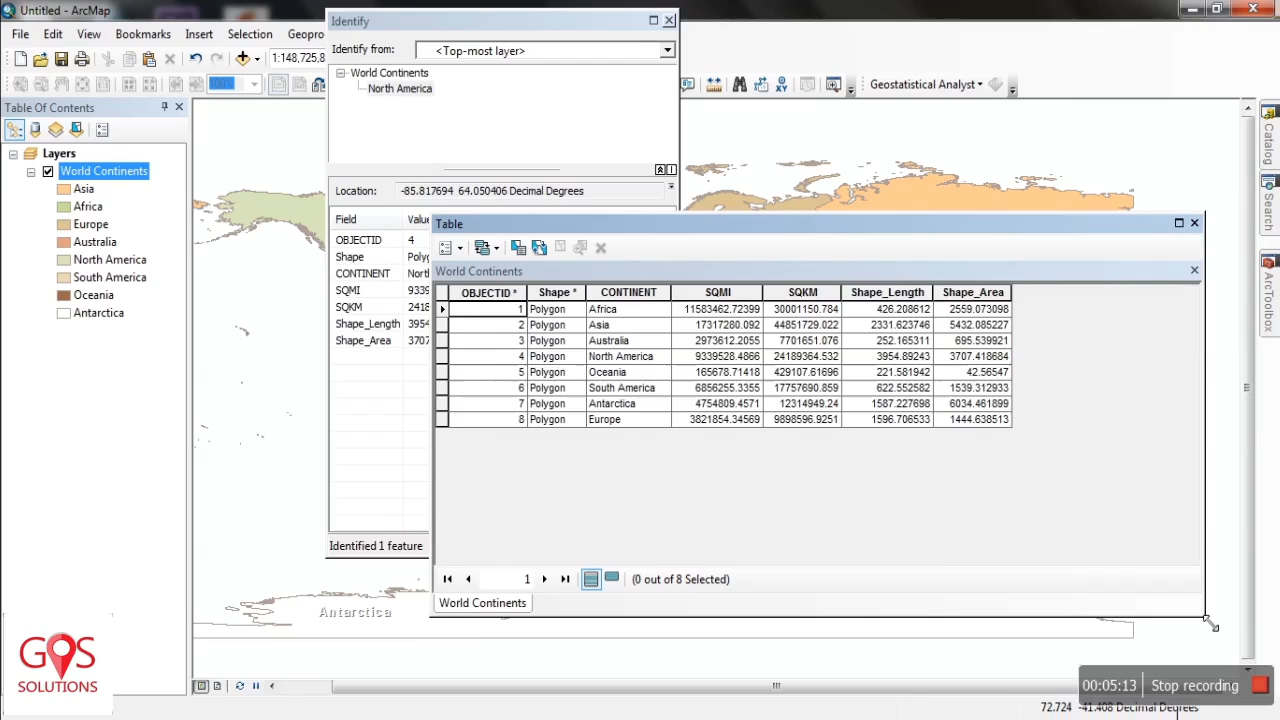 Untitled - ArcMap
File Edit View Bookmarks Insert Selection Geopro
1:148,725,8
100%
Geostatistical Analyst
Table Of Contents
Layers
World Continents
Asia
Africa
Europe
Australia
North America
South America
Oceania
Antarctica
Identify
Identify from: <Top-most layer>
World Continents
North America
Location: -85.817694 64.050406 Decimal Degrees
Field Value
OBJECTID 4
Shape Poly
CONTINENT Nort
SQMI 9339
SQKM 2418
Shape_Length 3954
Shape_Area 3707
Identified 1 feature
Table
World Continents
OBJECTID * Shape * CONTINENT SQMI SQKM Shape_Length Shape_Area
1 Polygon Africa 11583462.72399 30001150.784 426.208612 2559.073098
2 Polygon Asia 17317280.092 44851729.022 2331.623746 5432.085227
3 Polygon Australia 2973612.2055 7701651.076 252.165311 695.539921
4 Polygon North America 9339528.4866 24189364.532 3954.89243 3707.418684
5 Polygon Oceania 165678.71418 429107.61696 221.581942 42.56547
6 Polygon South America 6856255.3355 17757690.859 622.552582 1539.312933
7 Polygon Antarctica 4754809.4571 12314949.24 1587.227698 6034.461899
8 Polygon Europe 3821854.34569 9898596.9251 1596.706533 1444.638513
1 (0 out of 8 Selected)
World Continents
Antarctica
Catalog
Search
ArcToolbox
GOS
SOLUTIONS
00:05:13 Stop recording
72.724 -41.408 Decimal Degrees